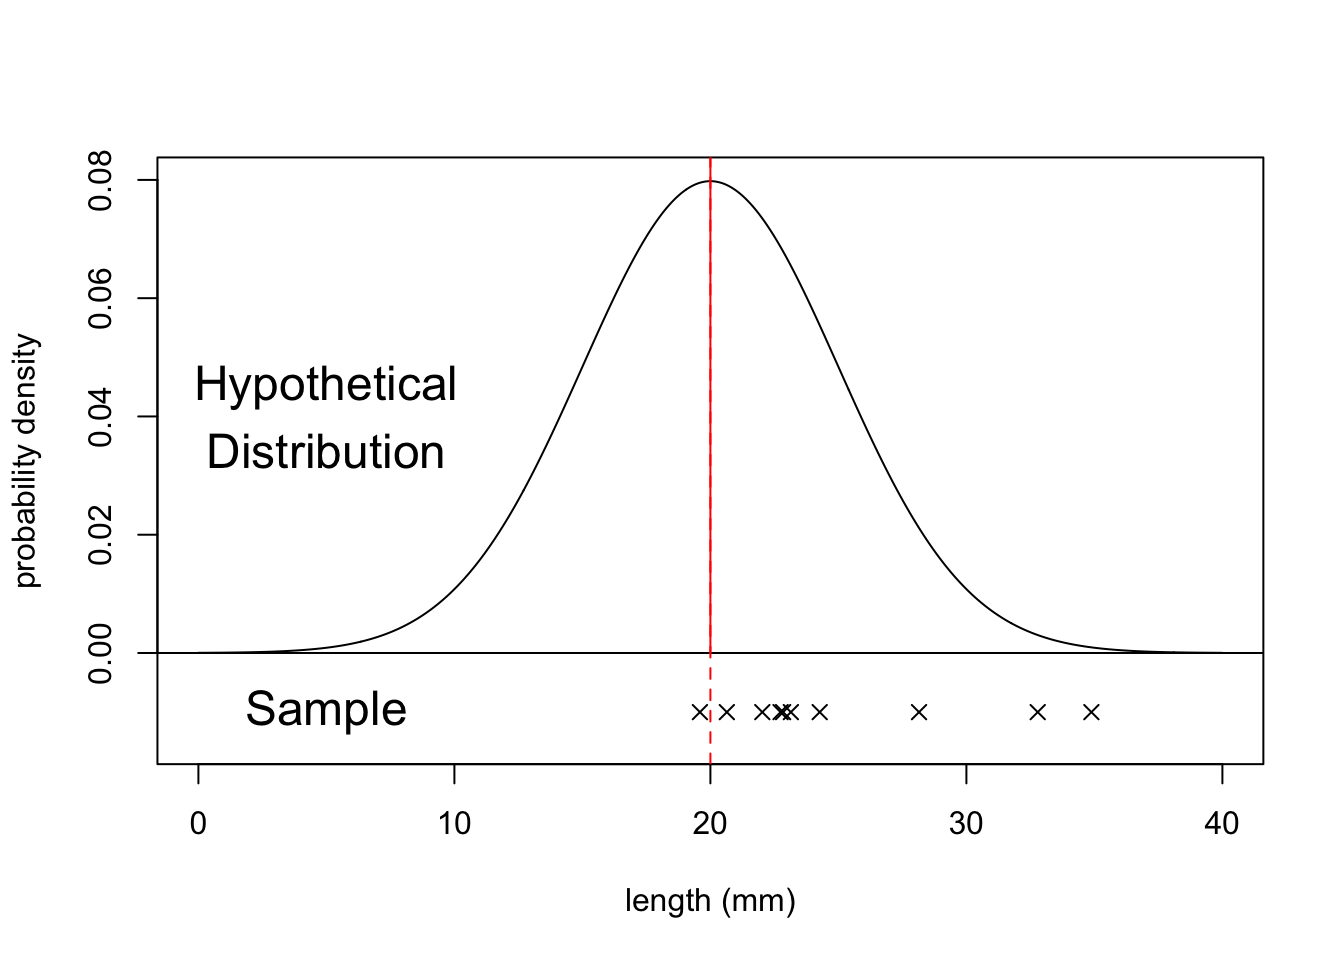 0.08
0.06
0.04
0.02
0.00
probability density
Hypothetical
Distribution
Sample
0 10 20 30 40
length (mm)